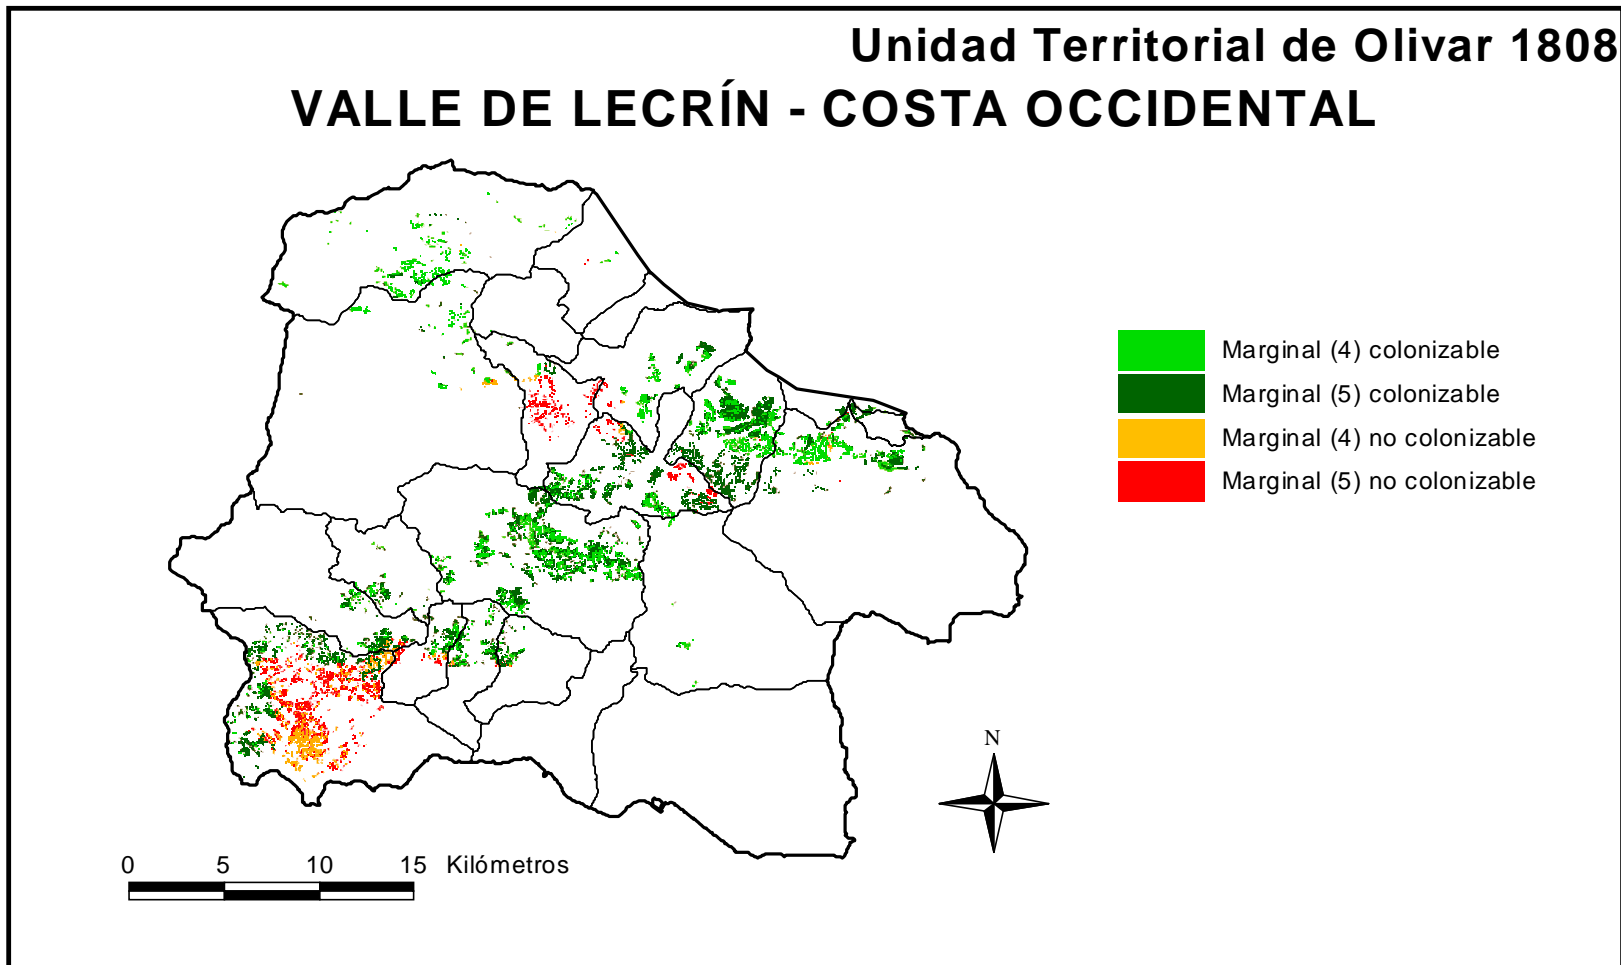 Unidad Territorial de Olivar 1808
VALLE DE LECRÍN - COSTA OCCIDENTAL
Marginal (4) colonizable
Marginal (5) colonizable
Marginal (4) no colonizable
Marginal (5) no colonizable
N
0 5 10 15 Kilómetros